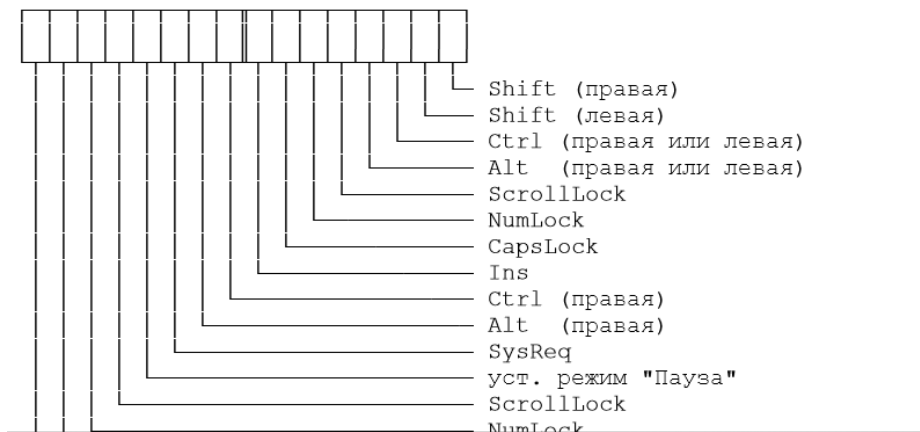 Shift (правая)
Shift (левая)
Ctrl (правая или левая)
Alt (правая или левая)
ScrollLock
NumLock
CapsLock
Ins
Ctrl (правая)
Alt (правая)
SysReq
уст. режим "Пауза"
ScrollLock
NumLock